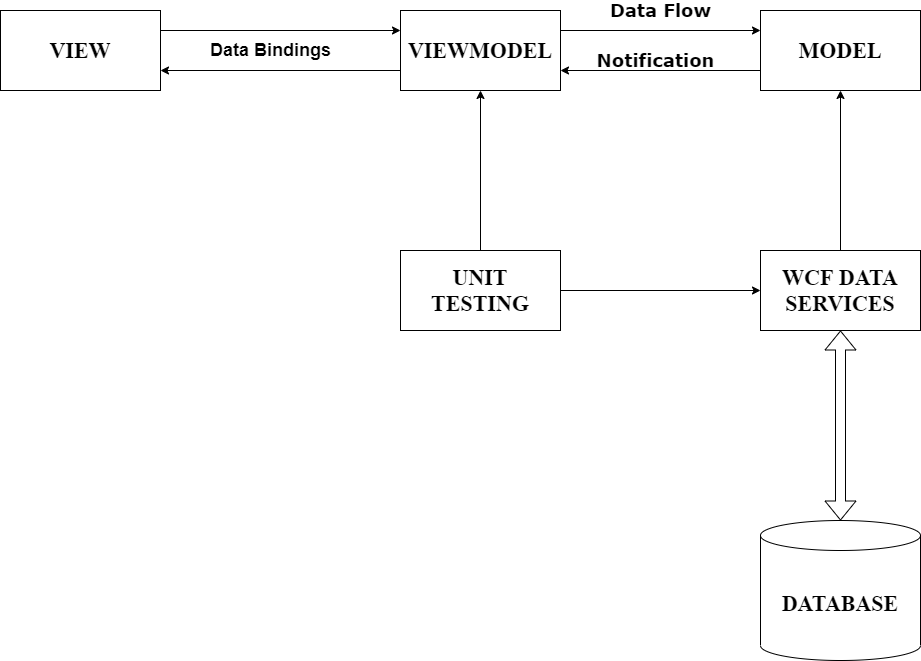 Data Flow
VIEW
Data Bindings
VIEWMODEL
Notification
MODEL
UNIT
TESTING
WCF DATA
SERVICES
DATABASE